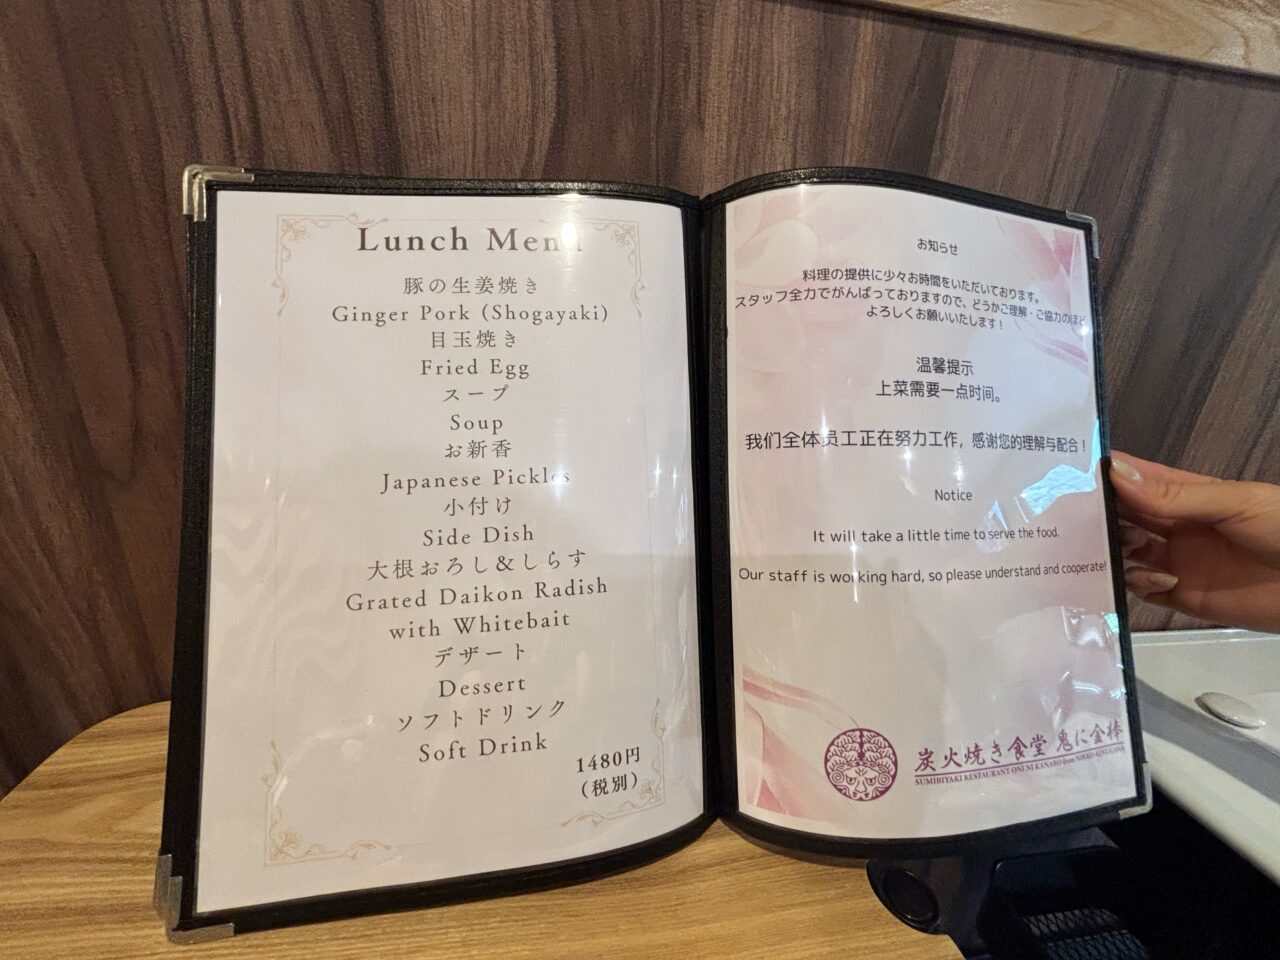 Lunch Menu
豚の生姜焼き
Ginger Pork (Shogayaki)
目玉焼き
Fried Egg
スープ
Soup
お新香
Japanese Pickles
小付け
Side Dish
大根おろし&しらす
Grated Daikon Radish
with Whitebait
デザート
Dessert
ソフトドリンク
Soft Drink
1480円
(税別)
お知らせ
料理の提供に少々お時間をいただいております。
スタッフ全力でがんばっておりますので、どうかご理解・ご協力のほど
よろしくお願いいたします！
温馨提示
上菜需要一点时间。
我们全体员工正在努力工作，感谢您的理解与配合！
Notice
It will take a little time to serve the food.
Our staff is working hard, so please understand and cooperate!
炭火焼き食堂 鬼に金棒
SUMIBIYAKI RESTAURANT ONI NI KANABO from NIKKO-KINUGAWA